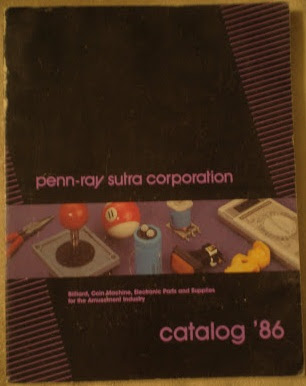 penn-ray sutra corporation
Billiard, Coin Machine, Electronic Parts and Supplies
for the Amusement Industry
catalog '86